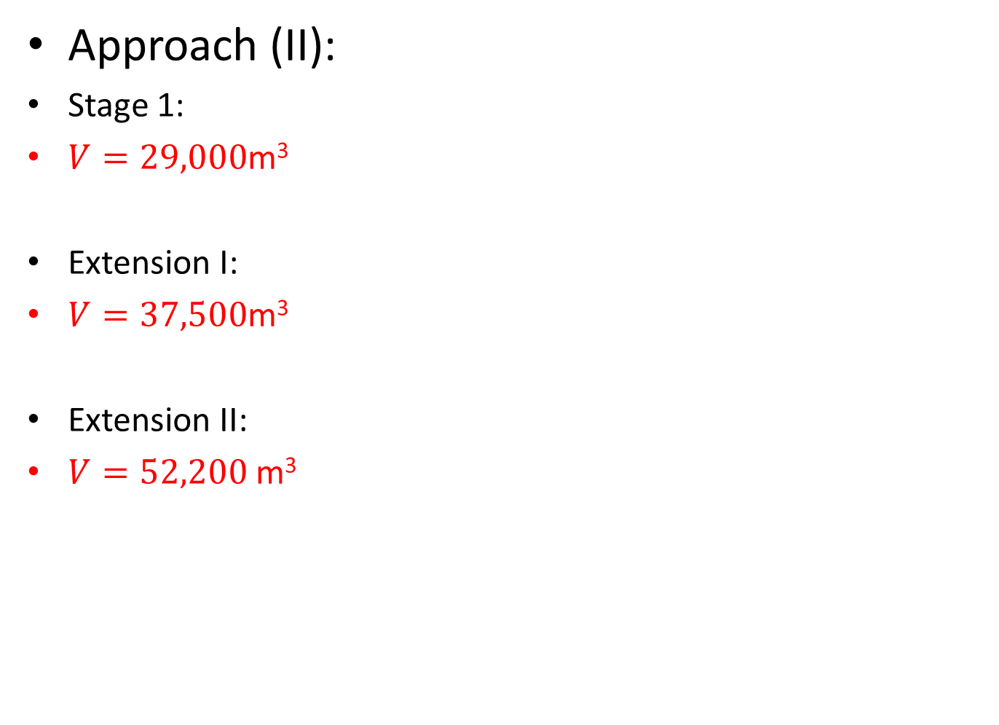 • Approach (II):
• Stage 1:
• V = 29,000m³
• Extension I:
• V = 37,500m³
• Extension II:
• V = 52,200 m³